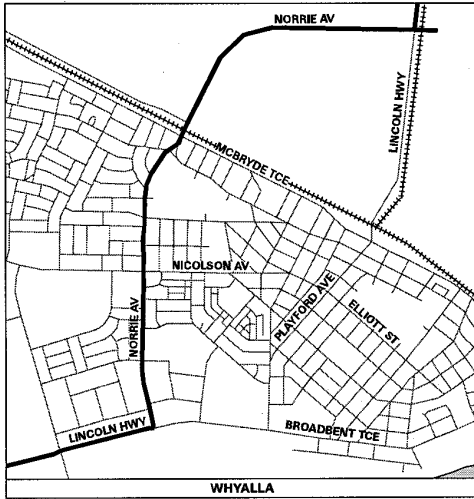 NORRIE AV
LINCOLN HWY
MCBRYDE TCE
NICOLSON AV
PLAYFORD AVE
ELLIOTT ST
NORRIE AV
LINCOLN HWY
BROADBENT TCE
WHYALLA